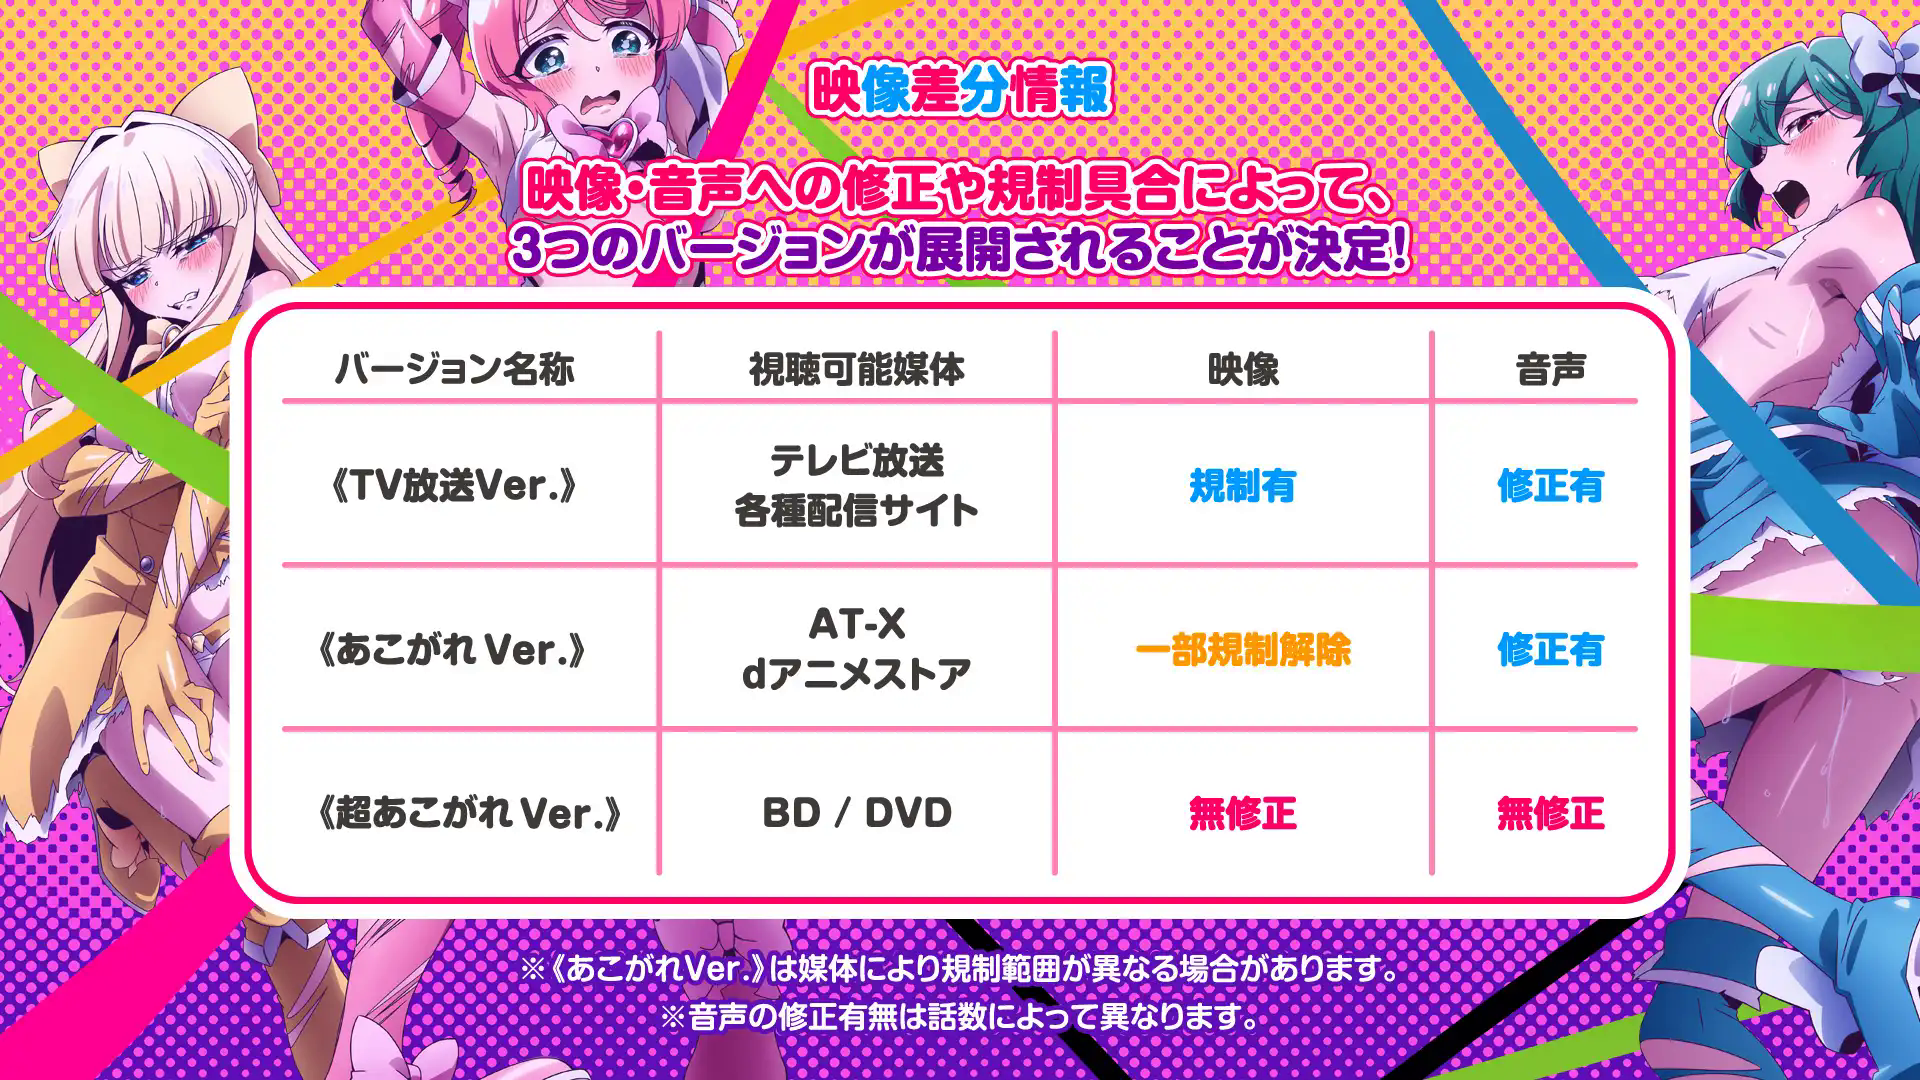 映像差分情報
映像・音声への修正や規制具合によって、
3つのバージョンが展開されることが決定!
バージョン名称
視聴可能媒体
映像
音声
《TV放送Ver.》
テレビ放送
各種配信サイト
規制有
修正有
《あこがれVer.》
AT-X
dアニメストア
一部規制解除
修正有
《超あこがれVer.》
BD / DVD
無修正
無修正
※《あこがれVer.》は媒体により規制範囲が異なる場合があります。
※音声の修正有無は話数によって異なります。